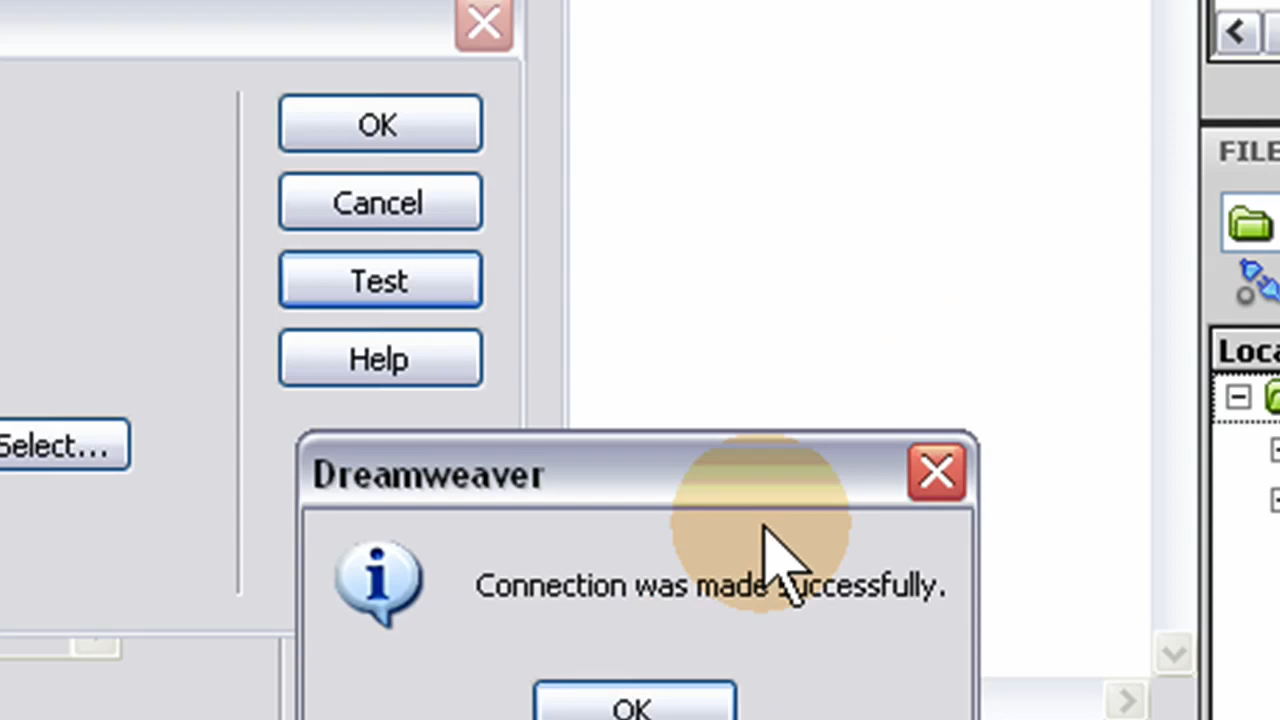 OK
Cancel
Test
Help
Select...
Dreamweaver
Connection was made successfully.
OK
FILE
Loca